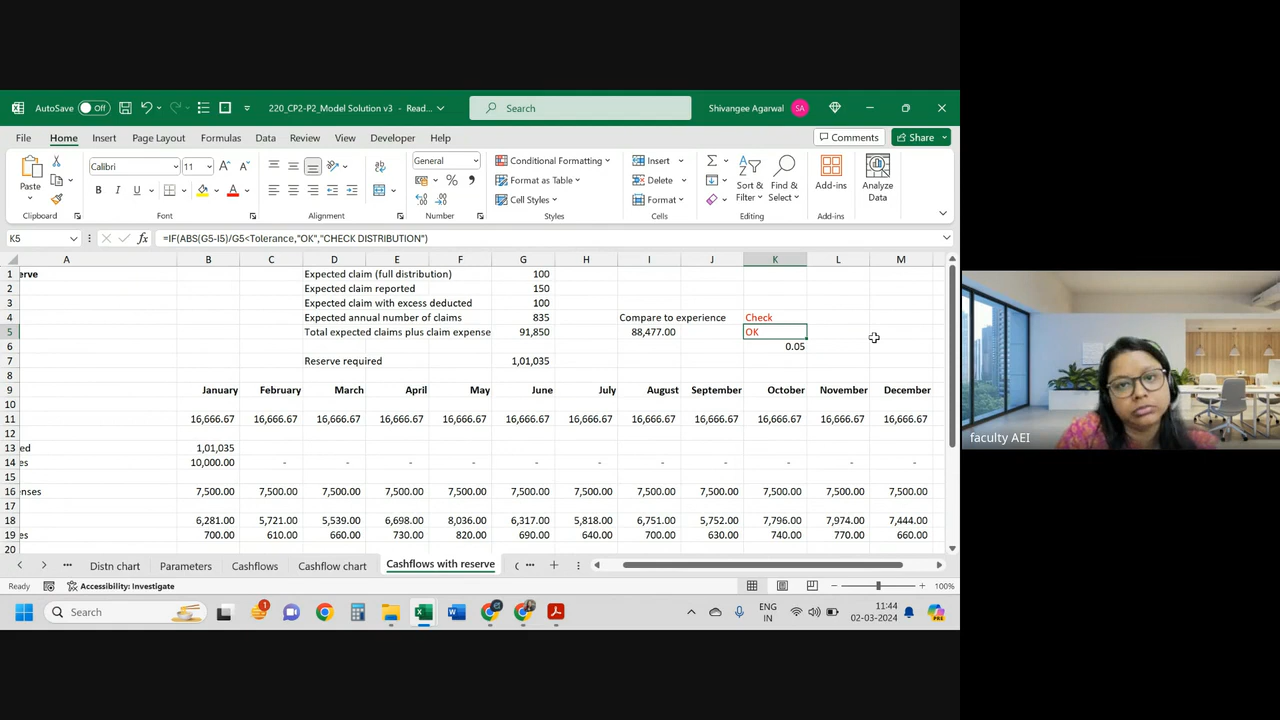 AutoSave Off 220_CP2-P2_Model Solution v3 - Read... Search Shivangee Agarwal SA
File Home Insert Page Layout Formulas Data Review View Developer Help Comments Share
Calibri 11 A A General Conditional Formatting Insert
Paste Format as Table Delete Sort & Filter Find & Select Add-ins Analyze Data
B I U A % Cell Styles Format
Clipboard Font Alignment Number Styles Cells Editing Add-ins
K5 fx =IF(ABS(G5-I5)/G5<Tolerance,"OK","CHECK DISTRIBUTION")
A B C D E F G H I J K L M
1 erve Expected claim (full distribution) 100
2 Expected claim reported 150
3 Expected claim with excess deducted 100
4 Expected annual number of claims 835 Compare to experience Check
5 Total expected claims plus claim expense 91,850 88,477.00 OK
6 0.05
7 Reserve required 1,01,035
8
9 January February March April May June July August September October November December
10
11 16,666.67 16,666.67 16,666.67 16,666.67 16,666.67 16,666.67 16,666.67 16,666.67 16,666.67 16,666.67 16,666.67 16,666.67
12
13 ed 1,01,035
14 es 10,000.00 - - - - - - - - - - -
15
16 enses 7,500.00 7,500.00 7,500.00 7,500.00 7,500.00 7,500.00 7,500.00 7,500.00 7,500.00 7,500.00 7,500.00 7,500.00
17
18 6,281.00 5,721.00 5,539.00 6,698.00 8,036.00 6,317.00 5,818.00 6,751.00 5,752.00 7,796.00 7,974.00 7,444.00
19 es 700.00 610.00 660.00 730.00 820.00 690.00 640.00 700.00 630.00 740.00 770.00 660.00
20
faculty AEI
... Distn chart Parameters Cashflows Cashflow chart Cashflows with reserve ( ...
Ready Accessibility: Investigate 100%
Search 1 ENG IN 11:44 02-03-2024 PRE